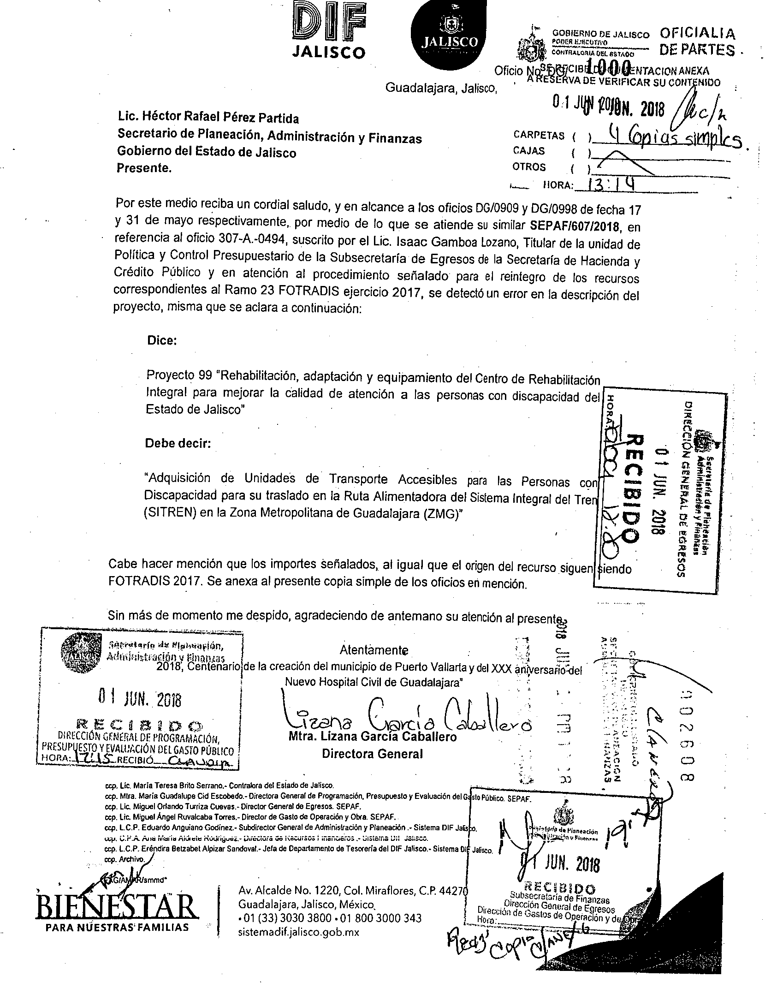 DIF
JALISCO
JALISCO
GOBIERNO DE JALISCO
PODER EJECUTIVO
CONTRALORIA DEL ESTADO
OFICIALIA
DE PARTES
Oficio No. DG/ 1000
SE RECIBE DOCUMENTACION ANEXA
A RESERVA DE VERIFICAR SU CONTENIDO
Guadalajara, Jalisco,
01 JUN. 2018
c/n
CARPETAS ( ) 4 Copias simples.
CAJAS ( )
OTROS ( )
HORA: 13:14
Lic. Héctor Rafael Pérez Partida
Secretario de Planeación, Administración y Finanzas
Gobierno del Estado de Jalisco
Presente.
Por este medio reciba un cordial saludo, y en alcance a los oficios DG/0909 y DG/0998 de fecha 17
y 31 de mayo respectivamente, por medio de lo que se atiende su similar SEPAF/607/2018, en
referencia al oficio 307-A.-0494, suscrito por el Lic. Isaac Gamboa Lozano, Titular de la unidad de
Política y Control Presupuestario de la Subsecretaría de Egresos de la Secretaría de Hacienda y
Crédito Público y en atención al procedimiento señalado para el reintegro de los recursos
correspondientes al Ramo 23 FOTRADIS ejercicio 2017, se detectó un error en la descripción del
proyecto, misma que se aclara a continuación:
Dice:
Proyecto 99 "Rehabilitación, adaptación y equipamiento del Centro de Rehabilitación
Integral para mejorar la calidad de atención a las personas con discapacidad del
Estado de Jalisco"
Debe decir:
"Adquisición de Unidades de Transporte Accesibles para las Personas con
Discapacidad para su traslado en la Ruta Alimentadora del Sistema Integral del Tren
(SITREN) en la Zona Metropolitana de Guadalajara (ZMG)"
Secretaría de Planeación
Administración y Finanzas
DIRECCIÓN GENERAL DE EGRESOS
01 JUN. 2018
RECIBIDO
HORA:
Cabe hacer mención que los importes señalados, al igual que el origen del recurso siguen siendo
FOTRADIS 2017. Se anexa al presente copia simple de los oficios en mención.
Sin más de momento me despido, agradeciendo de antemano su atención al presente.
Atentamente
2018, Centenario de la creación del municipio de Puerto Vallarta y del XXX aniversario del
Nuevo Hospital Civil de Guadalajara"
Lizana García Caballero
Mtra. Lizana García Caballero
Directora General
Secretaría de Planeación,
Administración y Finanzas
01 JUN. 2018
RECIBIDO
DIRECCIÓN GENERAL DE PROGRAMACIÓN,
PRESUPUESTO Y EVALUACIÓN DEL GASTO PÚBLICO
HORA: 12:15 RECIBIÓ CLAUDIA
002608
ccp. Lic. María Teresa Brito Serrano.- Contralora del Estado de Jalisco.
ccp. Mtra. María Guadalupe Cid Escobedo.- Directora General de Programación, Presupuesto y Evaluación del Gasto Público. SEPAF.
ccp. Lic. Miguel Orlando Turriza Cuevas.- Director General de Egresos. SEPAF.
ccp. Lic. Miguel Ángel Ruvalcaba Torres.- Director de Gasto de Operación y Obra. SEPAF.
ccp. L.C.P. Eduardo Anguiano Godínez.- Subdirector General de Administración y Planeación .- Sistema DIF Jalisco.
ccp. C.P.A. Ana María Rodríguez.- Directora de Recursos Financieros .- Sistema DIF Jalisco.
ccp. L.C.P. Eréndira Betzabet Alpizar Sandoval.- Jefa de Departamento de Tesorería del DIF Jalisco.- Sistema DIF Jalisco.
ccp. Archivo.
/smmd*
Secretaría de Planeación
Administración y Finanzas
01 JUN. 2018
RECIBIDO
Subsecretaría de Finanzas
Dirección General de Egresos
Dirección de Gastos de Operación y de Obra
Hora:
BIENESTAR
PARA NUESTRAS FAMILIAS
Av. Alcalde No. 1220, Col. Miraflores, C.P. 44270
Guadalajara, Jalisco, México.
• 01 (33) 3030 3800 • 01 800 3000 343
sistemadif.jalisco.gob.mx